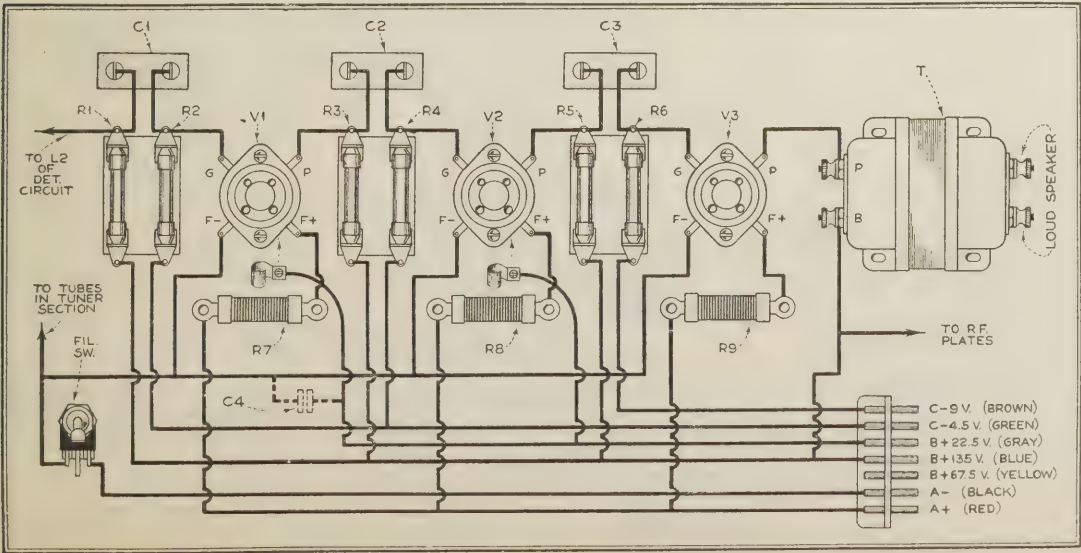 C1
C2
C3
R1
R2
V1
R3
R4
V2
R5
R6
V3
T
TO L2
OF
DET.
CIRCUIT
G
P
F-
F+
G
P
F-
F+
G
P
F-
F+
P
B
LOUD SPEAKER
TO TUBES
IN TUNER
SECTION
FIL.
SW.
R7
R8
R9
C4
TO R.F.
PLATES
C-9 V. (BROWN)
C-4.5 V. (GREEN)
B+22.5 V. (GRAY)
B+135 V. (BLUE)
B+67.5 V. (YELLOW)
A- (BLACK)
A+ (RED)